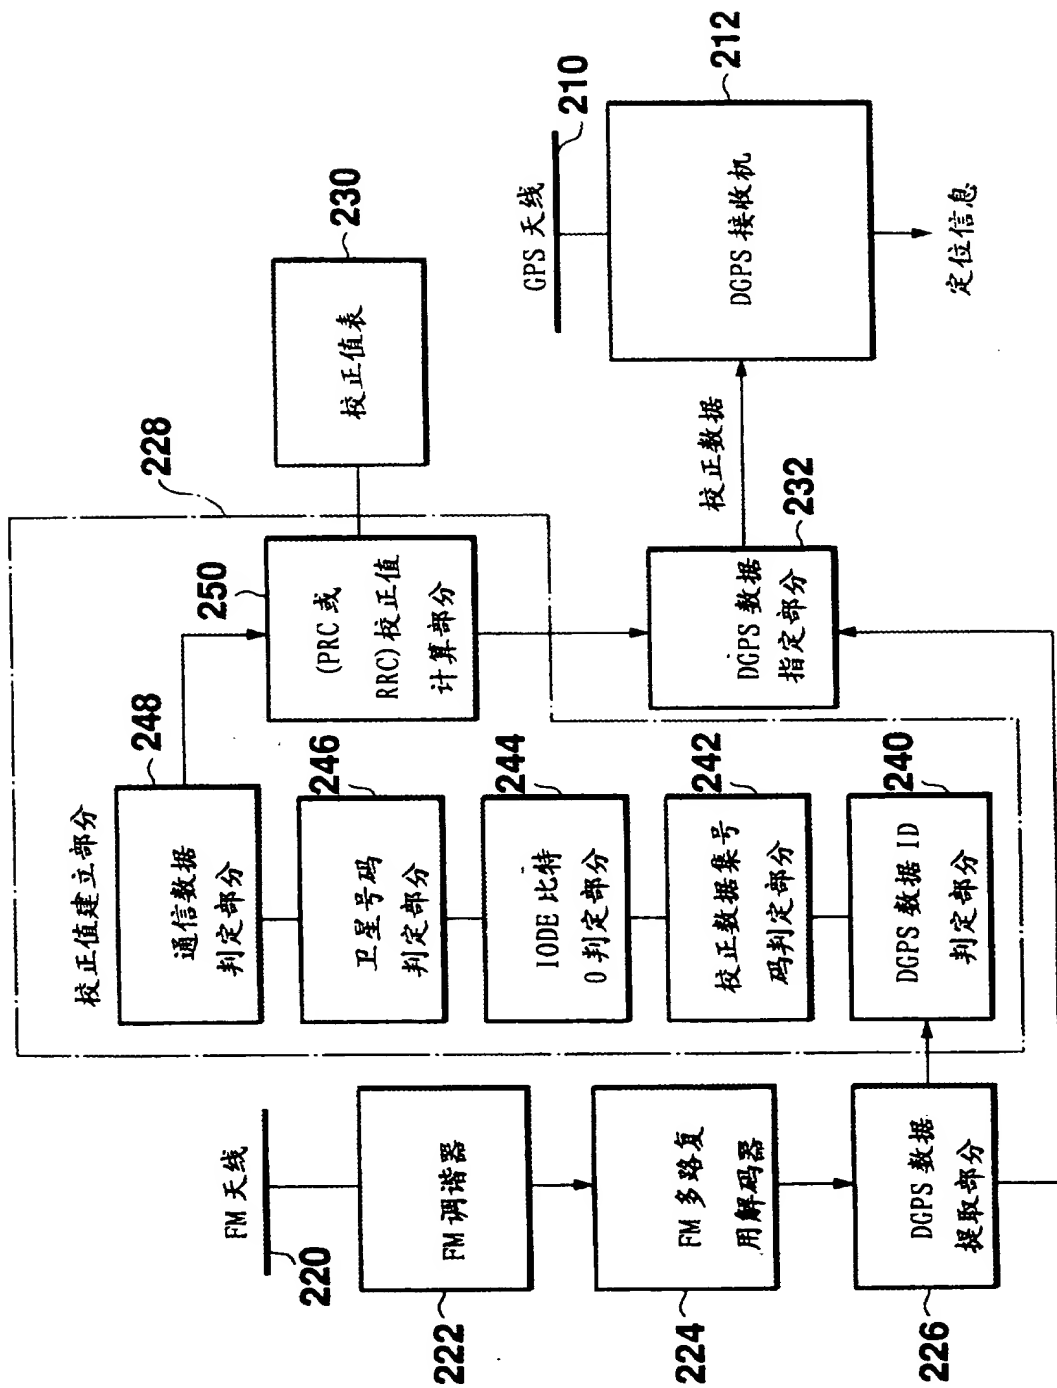 FM 天线
220
FM 调谐器
222
FM 多路复
用解码器
224
DGPS 数据
提取部分
226
校正值建立部分
228
通信数据
判定部分
248
卫星号码
判定部分
246
IODE 比特
0 判定部分
244
校正数据集号
码判定部分
242
DGPS 数据 ID
判定部分
240
(PRC 或
RRC) 校正值
计算部分
250
校正值表
230
DGPS 数据
指定部分
232
校正数据
GPS 天线
210
DGPS 接收机
212
定位信息